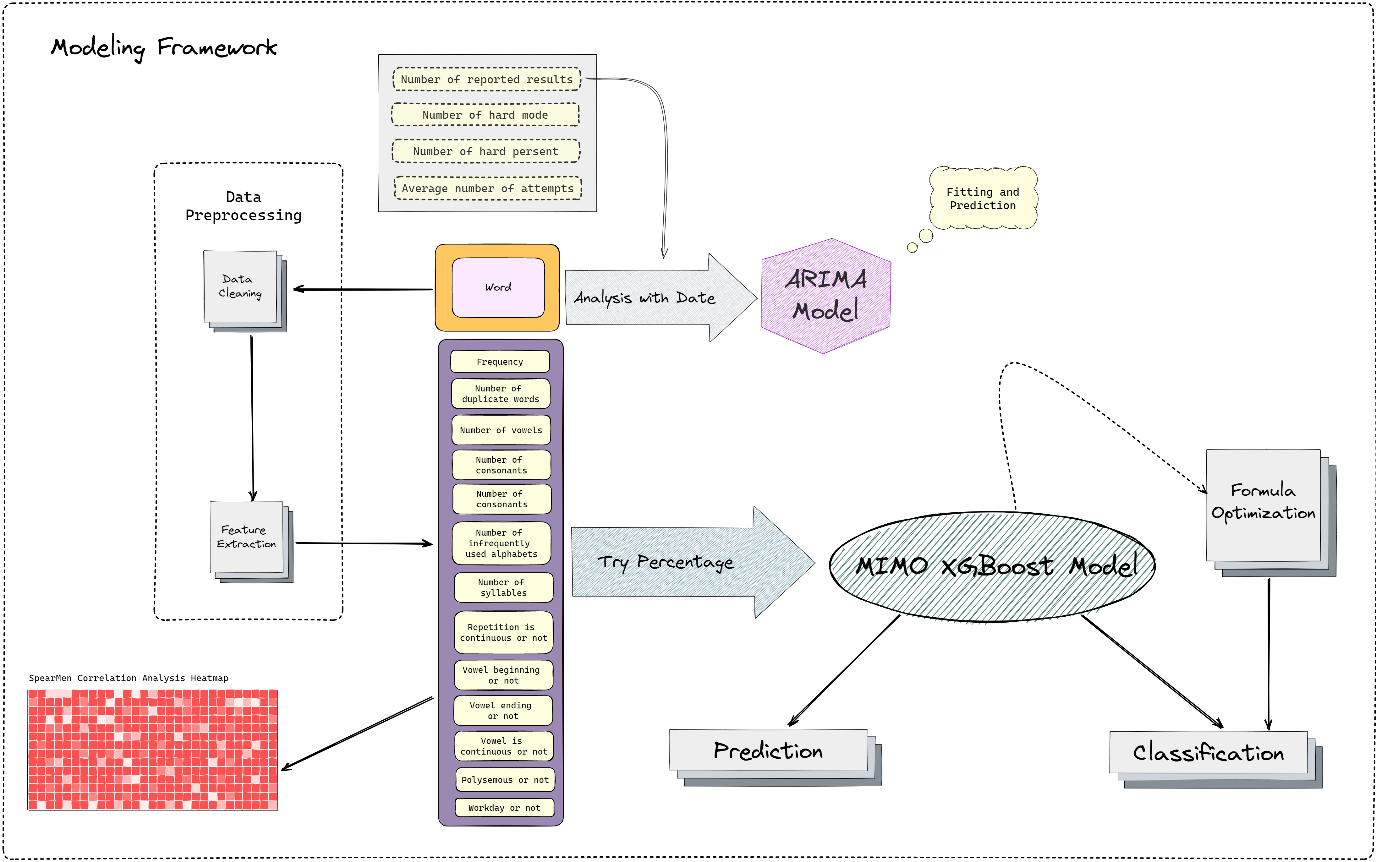 Modeling Framework
Number of reported results
Number of hard mode
Number of hard persent
Average number of attempts
Fitting and
Prediction
Data
Preprocessing
Data
Cleaning
Word
Analysis with Date
ARIMA
Model
Frequency
Number of
duplicate words
Number of vowels
Number of
consonants
Number of
consonants
Number of
infrequently
used alphabets
Number of
syllables
Repetition is
continuous or not
Vowel beginning
or not
Vowel ending
or not
Vowel is
continuous or not
Polysemous or not
Workday or not
Feature
Extraction
Try Percentage
MIMO XGBoost Model
Formula
Optimization
SpearMen Correlation Analysis Heatmap
Prediction
Classification